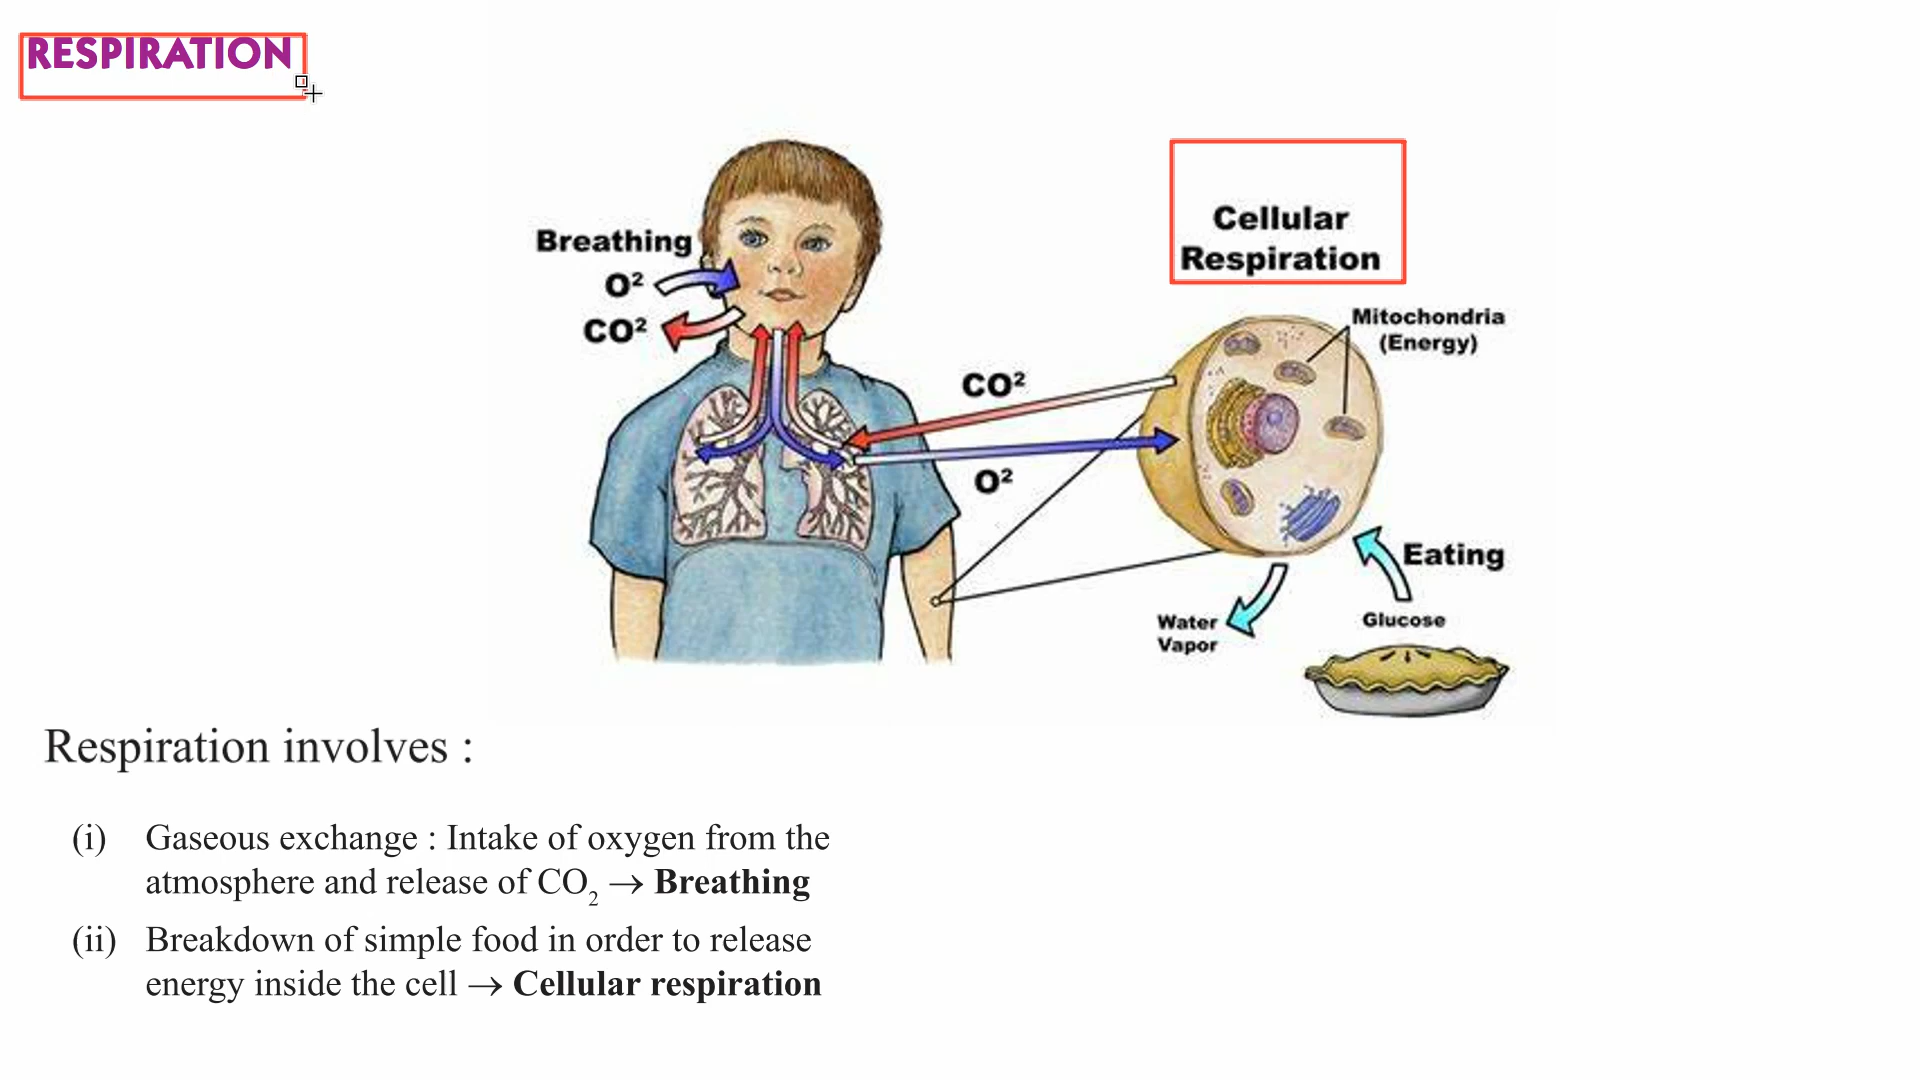 RESPIRATION
Breathing
O²
CO²
Cellular
Respiration
Mitochondria
(Energy)
CO²
O²
Eating
Glucose
Water
Vapor
Respiration involves :
(i) Gaseous exchange : Intake of oxygen from the
atmosphere and release of CO₂ → Breathing
(ii) Breakdown of simple food in order to release
energy inside the cell → Cellular respiration